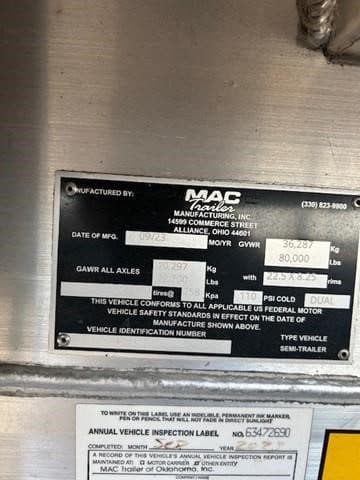 MANUFACTURED BY:
MAC
Trailer
(330) 823-9900
MANUFACTURING, INC.
14599 COMMERCE STREET
ALLIANCE, OHIO 44601
DATE OF MFG. 09/23 MO/YR GVWR 36,287 Kg
80,000 Lbs
GAWR ALL AXLES 10,297 Kg with 22.5 X 8.25 rims
Lbs
tires@ Kpa 110 PSI COLD DUAL
THIS VEHICLE CONFORMS TO ALL APPLICABLE US FEDERAL MOTOR
VEHICLE SAFETY STANDARDS IN EFFECT ON THE DATE OF
MANUFACTURE SHOWN ABOVE.
VEHICLE IDENTIFICATION NUMBER TYPE VEHICLE
SEMI-TRAILER
TO WRITE ON THIS LABEL USE AN INDELIBLE, PERMANENT INK MARKER,
PEN OR PENCIL THAT WILL NOT FADE IN DIRECT SUNLIGHT
ANNUAL VEHICLE INSPECTION LABEL NO. 63472690
COMPLETED: MONTH SEP YEAR
A RECORD OF THIS VEHICLE'S ANNUAL VEHICLE INSPECTION REPORT IS
MAINTAINED AT: MOTOR CARRIER OTHER ENTITY
MAC Trailer of Oklahoma, Inc.
COMPANY NAME